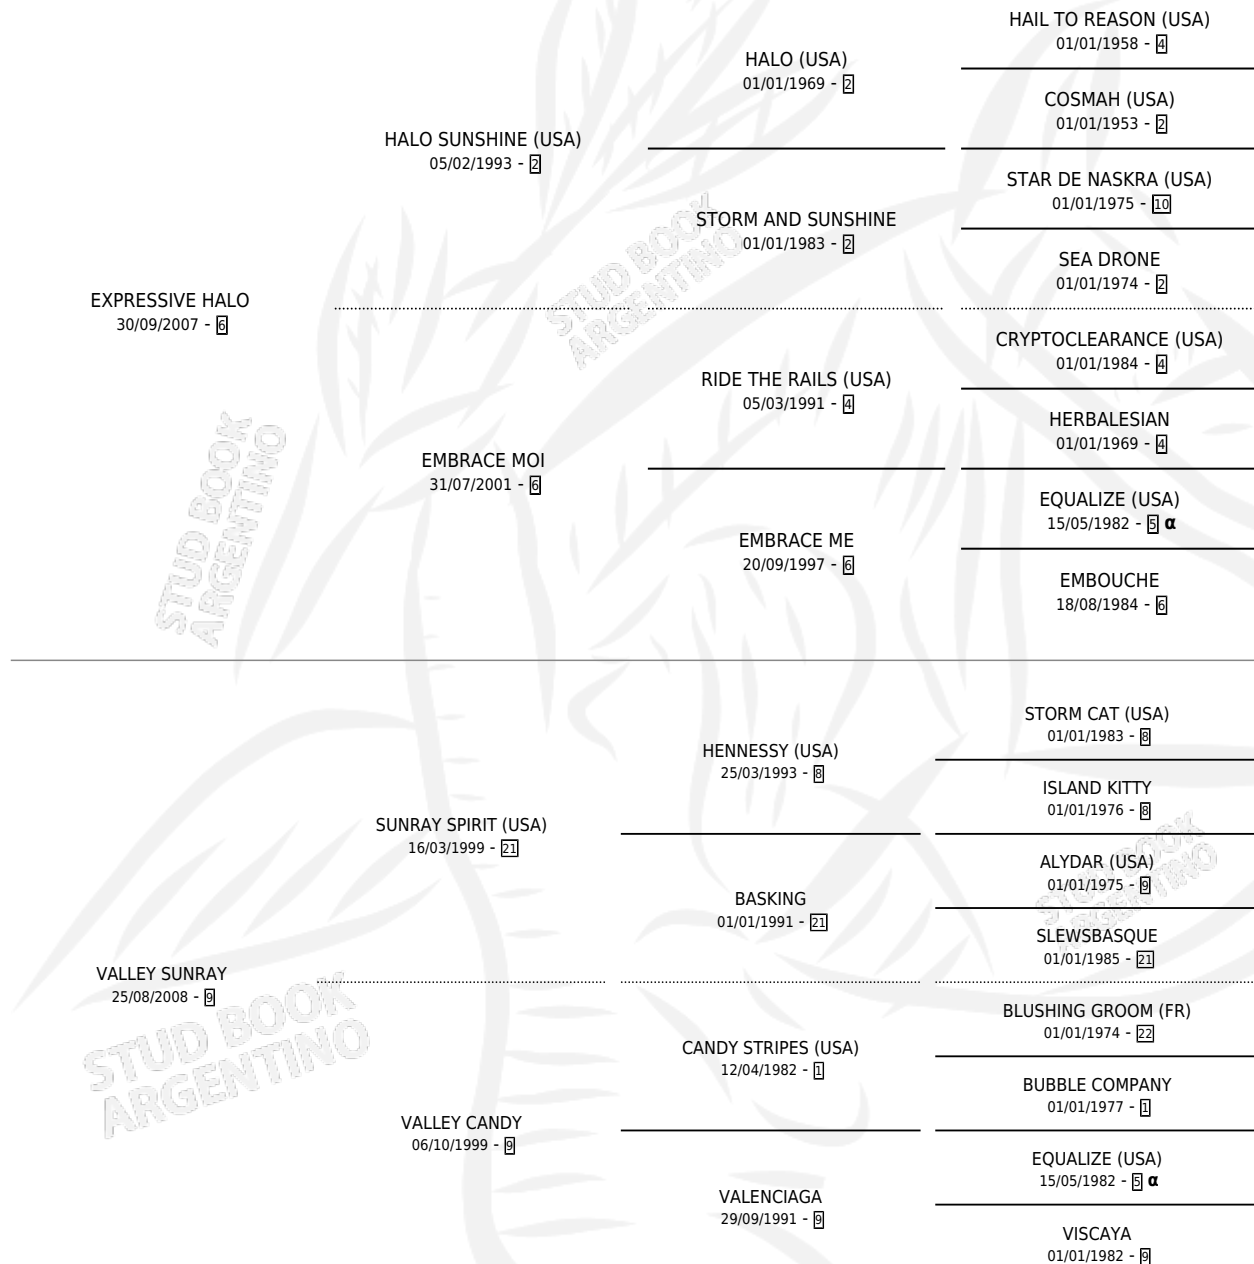 HAIL TO REASON (USA)
01/01/1958 - 4
HALO (USA)
01/01/1969 - 2
COSMAH (USA)
01/01/1953 - 2
HALO SUNSHINE (USA)
05/02/1993 - 2
STAR DE NASKRA (USA)
01/01/1975 - 10
STORM AND SUNSHINE
01/01/1983 - 2
SEA DRONE
01/01/1974 - 2
EXPRESSIVE HALO
30/09/2007 - 6
CRYPTOCLEARANCE (USA)
01/01/1984 - 4
RIDE THE RAILS (USA)
05/03/1991 - 4
HERBALESIAN
01/01/1969 - 4
EMBRACE MOI
31/07/2001 - 6
EQUALIZE (USA)
15/05/1982 - 5 α
EMBRACE ME
20/09/1997 - 6
EMBOUCHE
18/08/1984 - 6
STORM CAT (USA)
01/01/1983 - 8
HENNESSY (USA)
25/03/1993 - 8
ISLAND KITTY
01/01/1976 - 8
SUNRAY SPIRIT (USA)
16/03/1999 - 21
ALYDAR (USA)
01/01/1975 - 9
BASKING
01/01/1991 - 21
SLEWSBASQUE
01/01/1985 - 21
VALLEY SUNRAY
25/08/2008 - 9
BLUSHING GROOM (FR)
01/01/1974 - 22
CANDY STRIPES (USA)
12/04/1982 - 1
BUBBLE COMPANY
01/01/1977 - 1
VALLEY CANDY
06/10/1999 - 9
EQUALIZE (USA)
15/05/1982 - 5 α
VALENCIAGA
29/09/1991 - 9
VISCAYA
01/01/1982 - 9
STUD BOOK
ARGENTINO
STUD BOOK
ARGENTINO
STUD BOOK
ARGENTINO
STUD BOOK
ARGENTINO